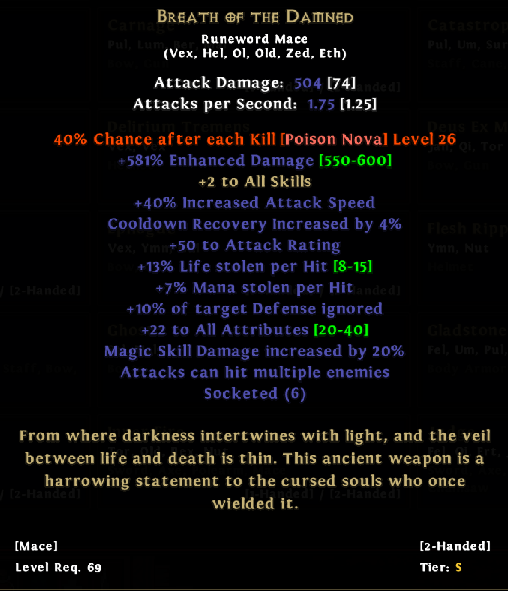 Breath of the Damned
Runeword Mace
(Vex, Hel, Ol, Old, Zed, Eth)
Attack Damage: 504 [74]
Attacks per Second: 1.75 [1.25]
40% Chance after each Kill [Poison Nova] Level 26
+581% Enhanced Damage [550-600]
+2 to All Skills
+40% Increased Attack Speed
Cooldown Recovery Increased by 4%
+50 to Attack Rating
+13% Life stolen per Hit [8-15]
+7% Mana stolen per Hit
+10% of target Defense ignored
+22 to All Attributes [20-40]
Magic Skill Damage increased by 20%
Attacks can hit multiple enemies
Socketed (6)
From where darkness intertwines with light, and the veil
between life and death is thin. This ancient weapon is a
harrowing statement to the cursed souls who once
wielded it.
[Mace] [2-Handed]
Level Req. 69 Tier: S